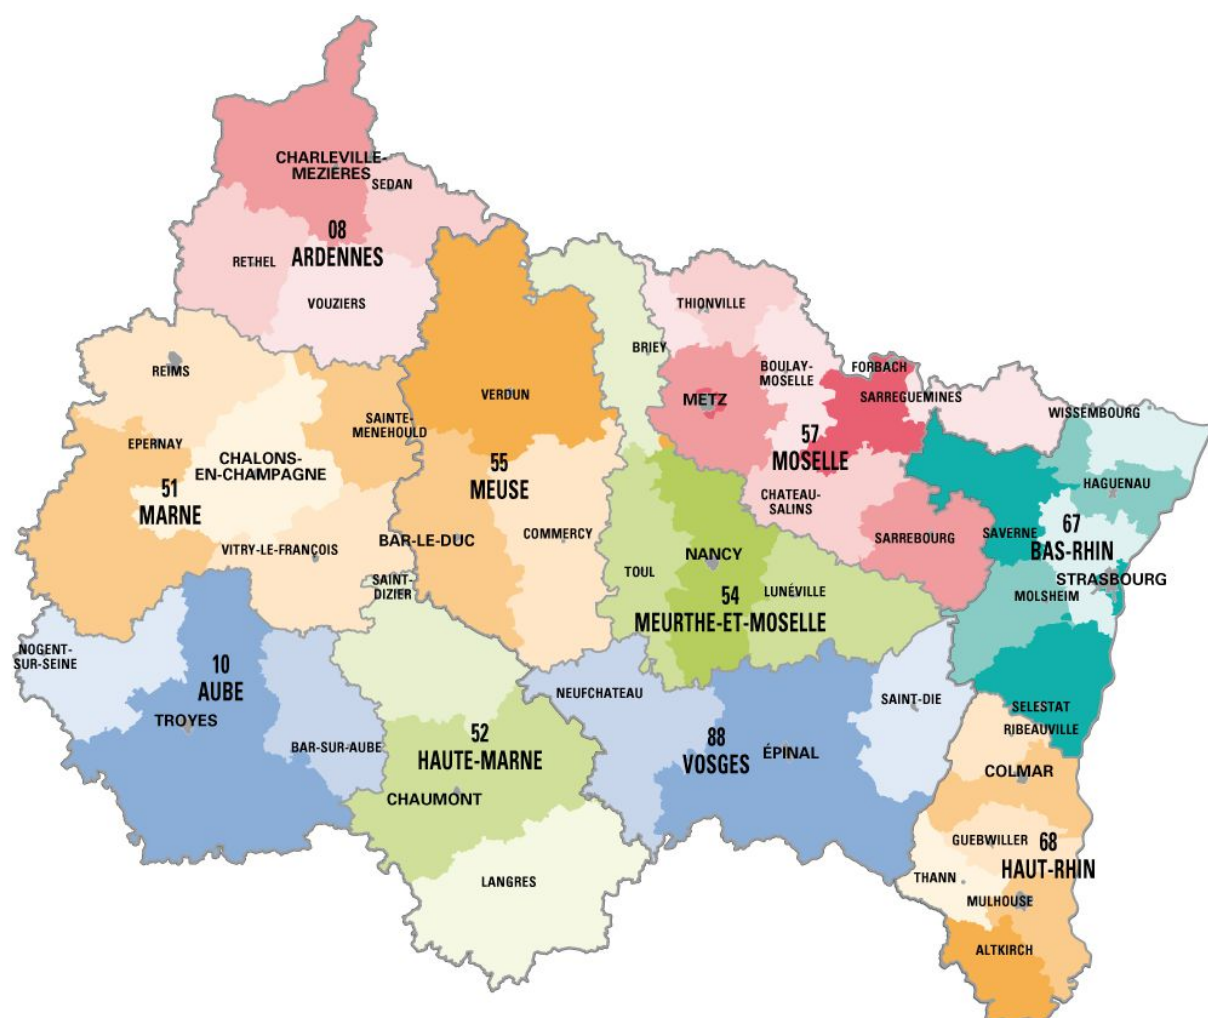 CHARLEVILLE-
MEZIÈRES
SEDAN
08
ARDENNES
RETHEL
VOUZIERS
REIMS
EPERNAY
SAINTE-
MENEHOULD
CHALONS-
EN-CHAMPAGNE
51
MARNE
VITRY-LE-FRANÇOIS
VERDUN
55
MEUSE
BAR-LE-DUC
COMMERCY
BRIEY
TOUL
NANCY
54
MEURTHE-ET-MOSELLE
LUNÉVILLE
THIONVILLE
METZ
BOULAY-
MOSELLE
FORBACH
SARREGUEMINES
57
MOSELLE
CHATEAU-
SALINS
SARREBOURG
WISSEMBOURG
HAGUENAU
67
BAS-RHIN
SAVERNE
STRASBOURG
MOLSHEIM
SELESTAT
NOGENT-
SUR-SEINE
10
AUBE
TROYES
BAR-SUR-AUBE
SAINT-
DIZIER
52
HAUTE-MARNE
CHAUMONT
LANGRES
NEUFCHATEAU
88
VOSGES
ÉPINAL
SAINT-DIE
RIBEAUVILLE
COLMAR
GUEBWILLER
68
HAUT-RHIN
THANN
MULHOUSE
ALTKIRCH